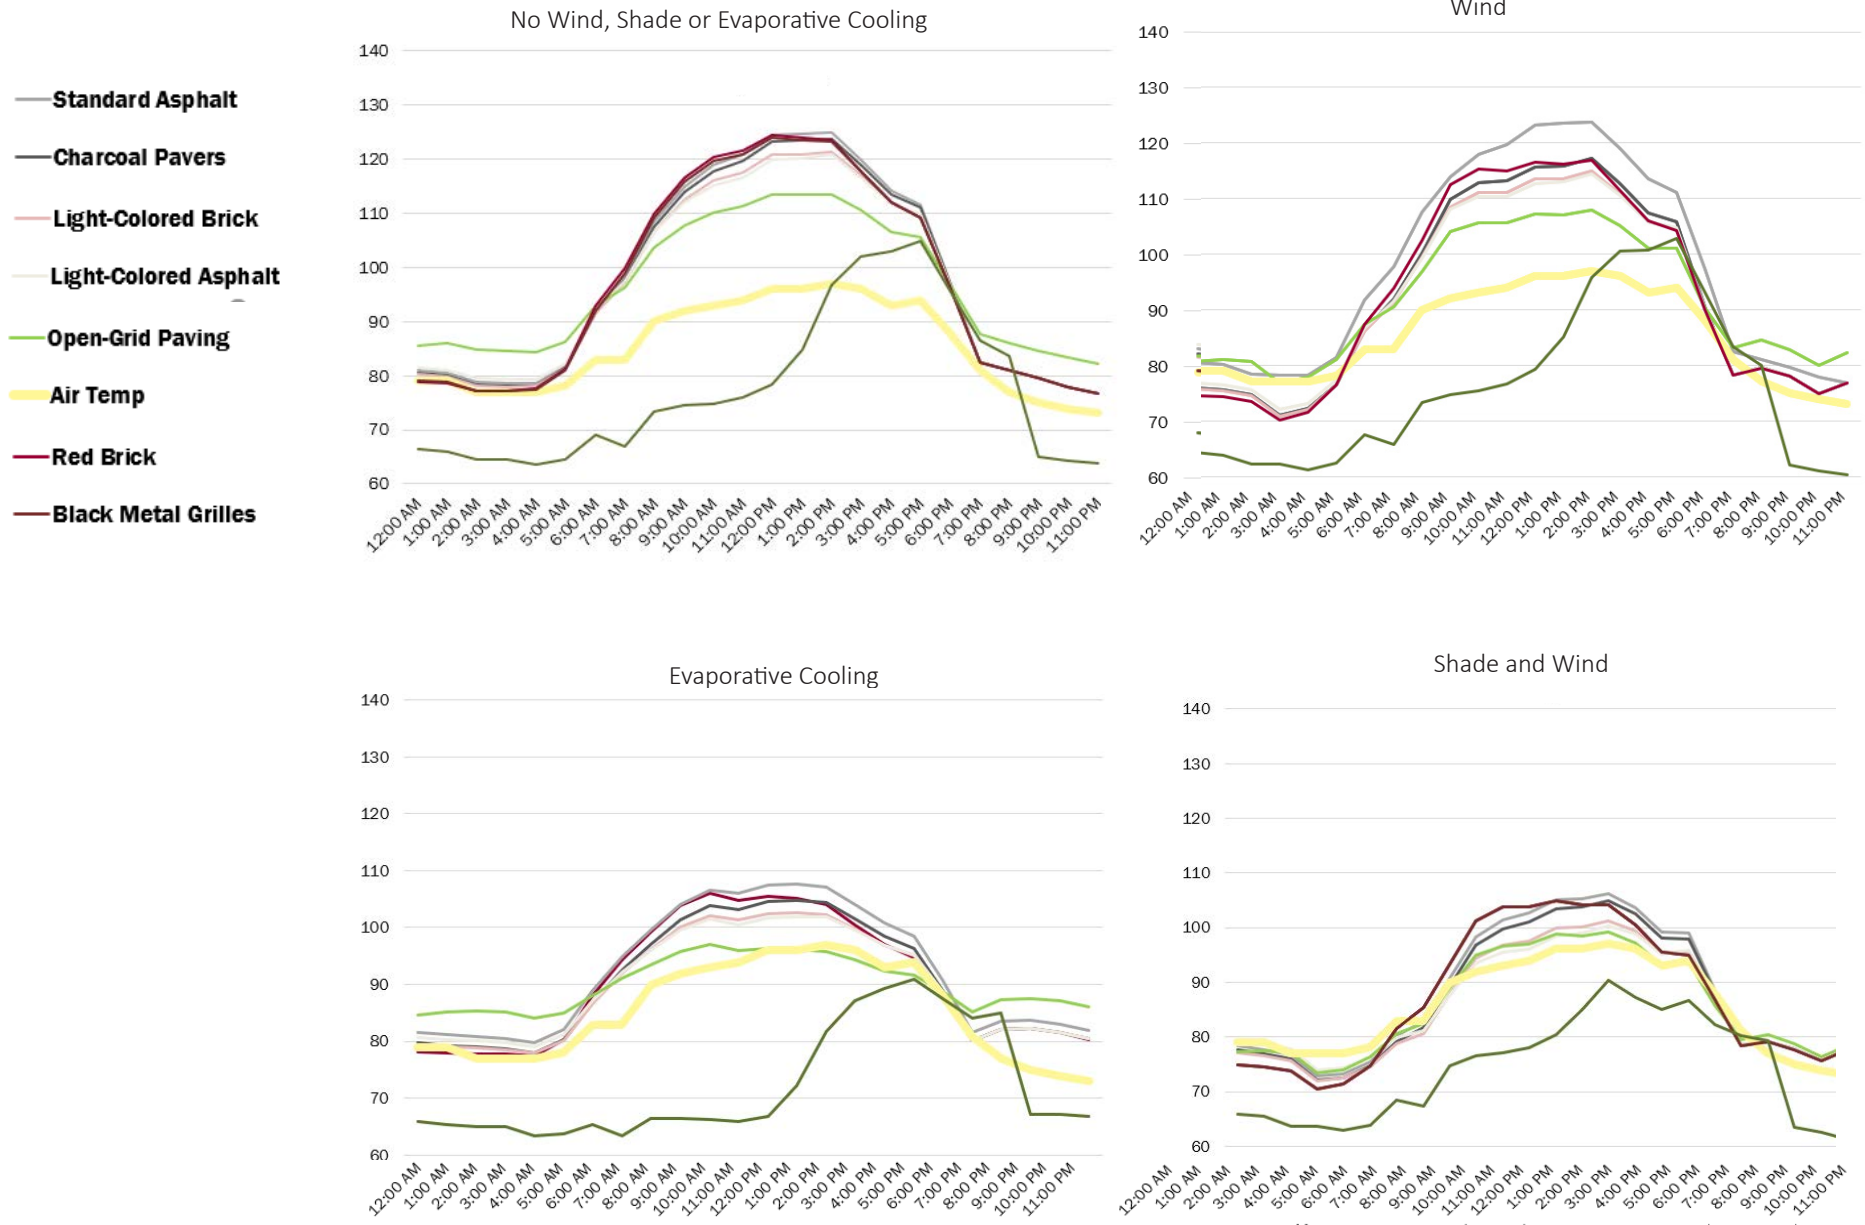 No Wind, Shade or Evaporative Cooling
140
130
120
110
100
90
80
70
60
12:00 AM
1:00 AM
2:00 AM
3:00 AM
4:00 AM
5:00 AM
6:00 AM
7:00 AM
8:00 AM
9:00 AM
10:00 AM
11:00 AM
12:00 PM
1:00 PM
2:00 PM
3:00 PM
4:00 PM
5:00 PM
6:00 PM
7:00 PM
8:00 PM
9:00 PM
10:00 PM
11:00 PM
Wind
140
130
120
110
100
90
80
70
60
12:00 AM
1:00 AM
2:00 AM
3:00 AM
4:00 AM
5:00 AM
6:00 AM
7:00 AM
8:00 AM
9:00 AM
10:00 AM
11:00 AM
12:00 PM
1:00 PM
2:00 PM
3:00 PM
4:00 PM
5:00 PM
6:00 PM
7:00 PM
8:00 PM
9:00 PM
10:00 PM
11:00 PM
Standard Asphalt
Charcoal Pavers
Light-Colored Brick
Light-Colored Asphalt
Open-Grid Paving
Air Temp
Red Brick
Black Metal Grilles
Evaporative Cooling
140
130
120
110
100
90
80
70
60
12:00 AM
1:00 AM
2:00 AM
3:00 AM
4:00 AM
5:00 AM
6:00 AM
7:00 AM
8:00 AM
9:00 AM
10:00 AM
11:00 AM
12:00 PM
1:00 PM
2:00 PM
3:00 PM
4:00 PM
5:00 PM
6:00 PM
7:00 PM
8:00 PM
9:00 PM
10:00 PM
11:00 PM
Shade and Wind
140
130
120
110
100
90
80
70
60
12:00 AM
1:00 AM
2:00 AM
3:00 AM
4:00 AM
5:00 AM
6:00 AM
7:00 AM
8:00 AM
9:00 AM
10:00 AM
11:00 AM
12:00 PM
1:00 PM
2:00 PM
3:00 PM
4:00 PM
5:00 PM
6:00 PM
7:00 PM
8:00 PM
9:00 PM
10:00 PM
11:00 PM